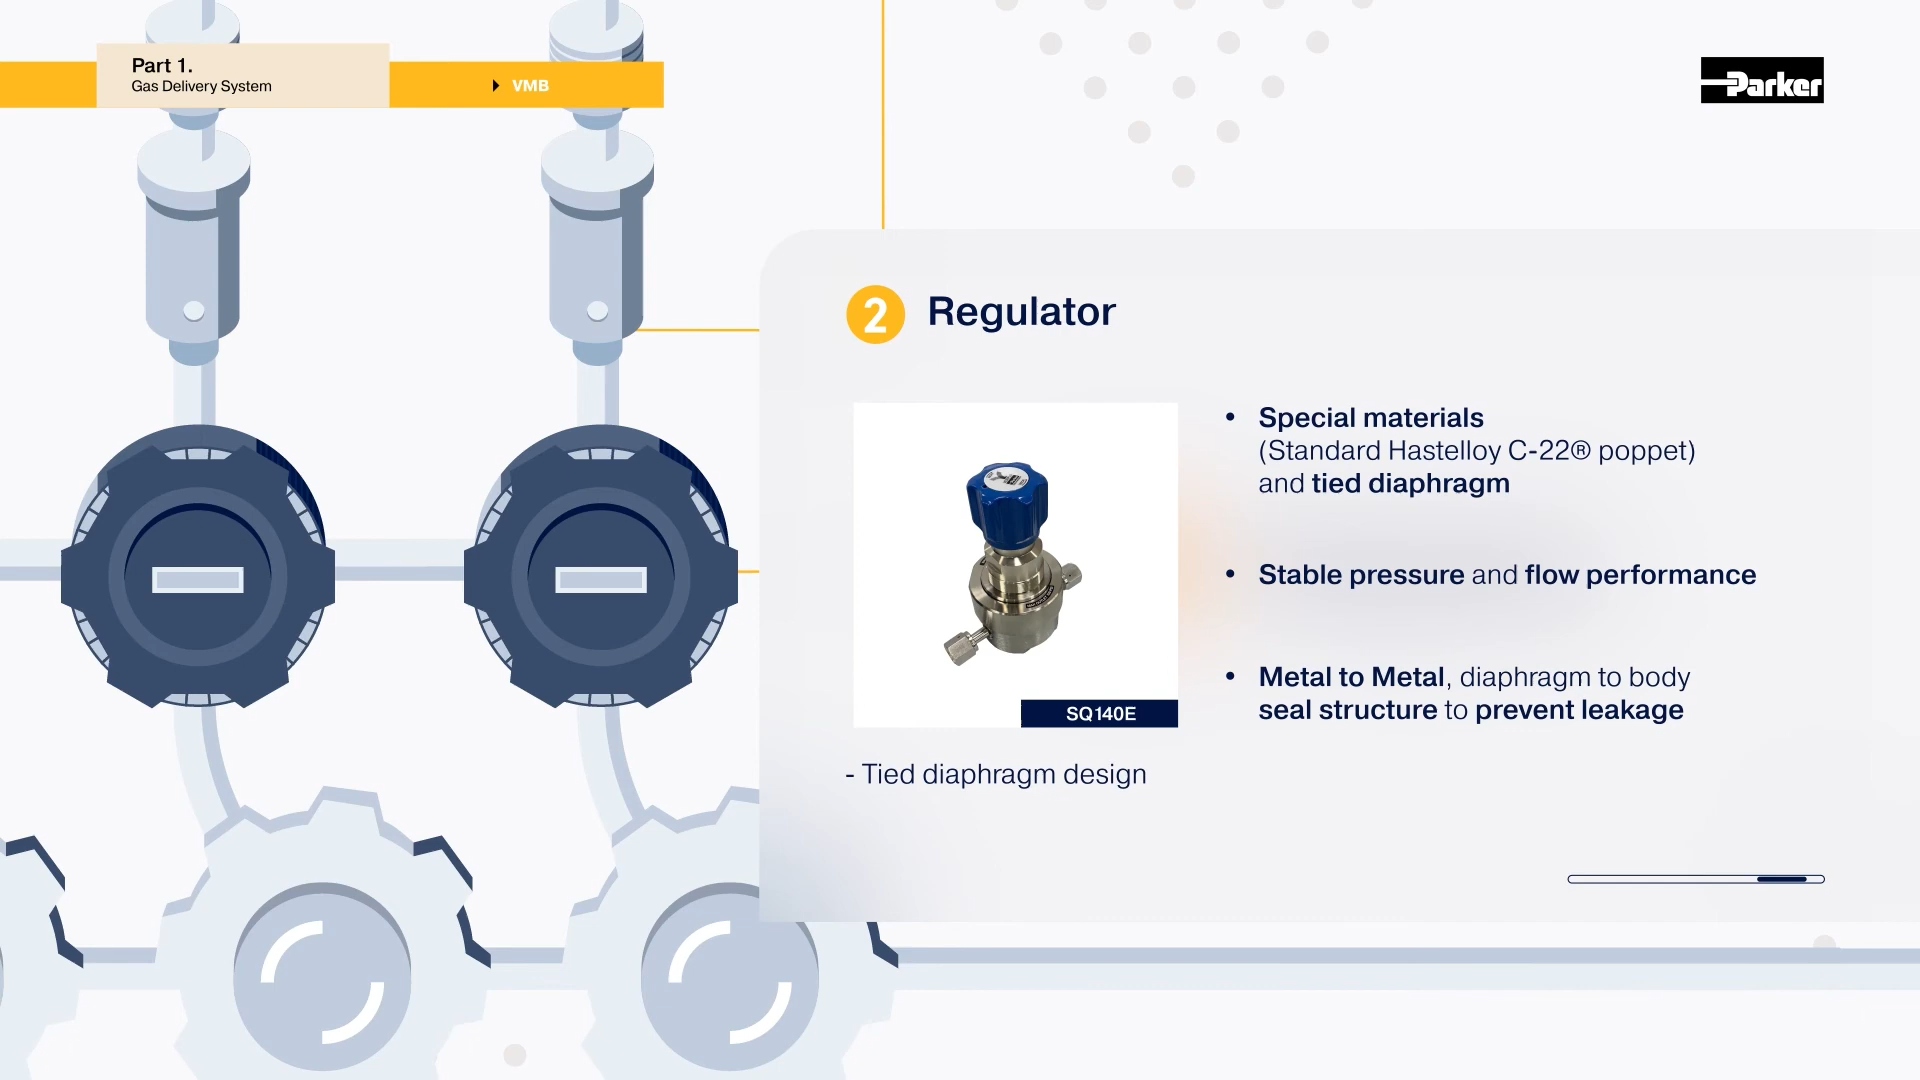 Part 1.
Gas Delivery System
VMB
Parker
2 Regulator
SQ140E
- Tied diaphragm design
• Special materials
(Standard Hastelloy C-22® poppet)
and tied diaphragm
• Stable pressure and flow performance
• Metal to Metal, diaphragm to body
seal structure to prevent leakage